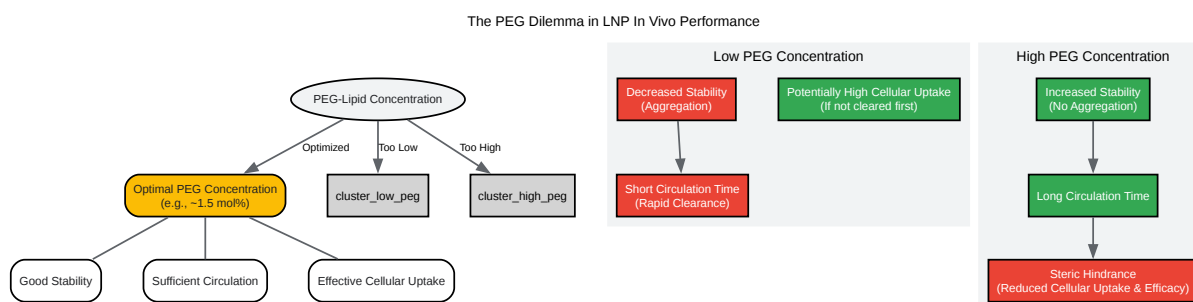 The PEG Dilemma in LNP In Vivo Performance
PEG-Lipid Concentration
Optimized
Too Low
Too High
Optimal PEG Concentration
(e.g., ~1.5 mol%)
cluster_low_peg
cluster_high_peg
Good Stability
Sufficient Circulation
Effective Cellular Uptake
Low PEG Concentration
Decreased Stability
(Aggregation)
Potentially High Cellular Uptake
(If not cleared first)
Short Circulation Time
(Rapid Clearance)
High PEG Concentration
Increased Stability
(No Aggregation)
Long Circulation Time
Steric Hindrance
(Reduced Cellular Uptake & Efficacy)